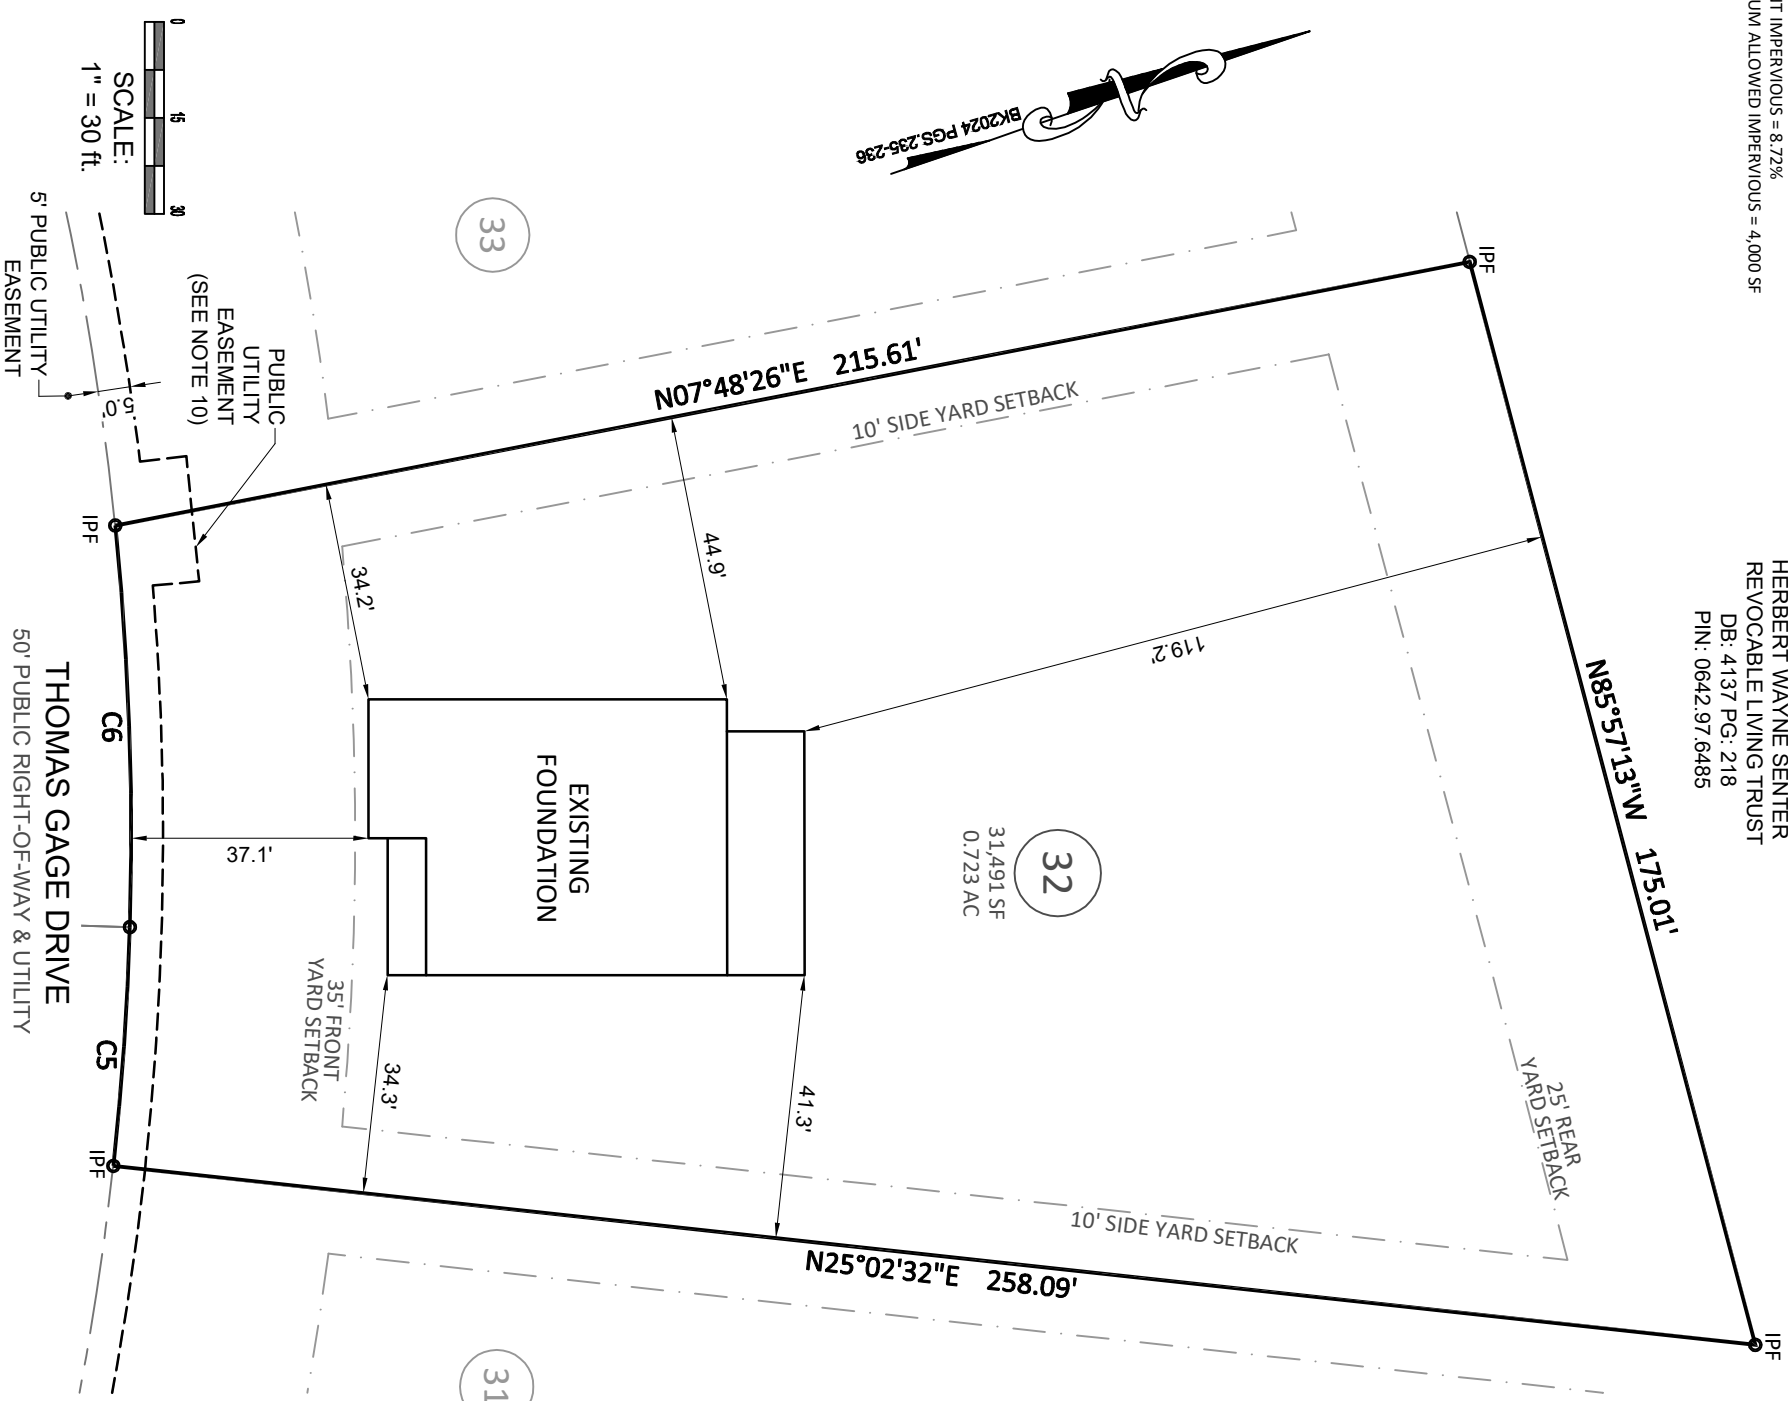 IT IMPERVIOUS = 8.72%
UM ALLOWED IMPERVIOUS = 4,000 SF
HERBERT WAYNE SENTER
REVOCABLE LIVING TRUST
DB: 4137 PG: 218
PIN: 0642.97.6485
IPF
IPF
N85°57'13"W 175.01'
25' REAR
YARD SETBACK
BK2024 PGS.235-236
N
N07°48'26"E 215.61'
10' SIDE YARD SETBACK
119.2'
32
31,491 SF
0.723 AC
10' SIDE YARD SETBACK
N25°02'32"E 258.09'
33
44.9'
41.3'
EXISTING
FOUNDATION
31
34.2'
34.3'
35' FRONT
YARD SETBACK
37.1'
PUBLIC
UTILITY
EASEMENT
(SEE NOTE 10)
5.0'
5' PUBLIC UTILITY
EASEMENT
IPF
C6
C5
IPF
THOMAS GAGE DRIVE
50' PUBLIC RIGHT-OF-WAY & UTILITY
0 15 30
SCALE:
1" = 30 ft.